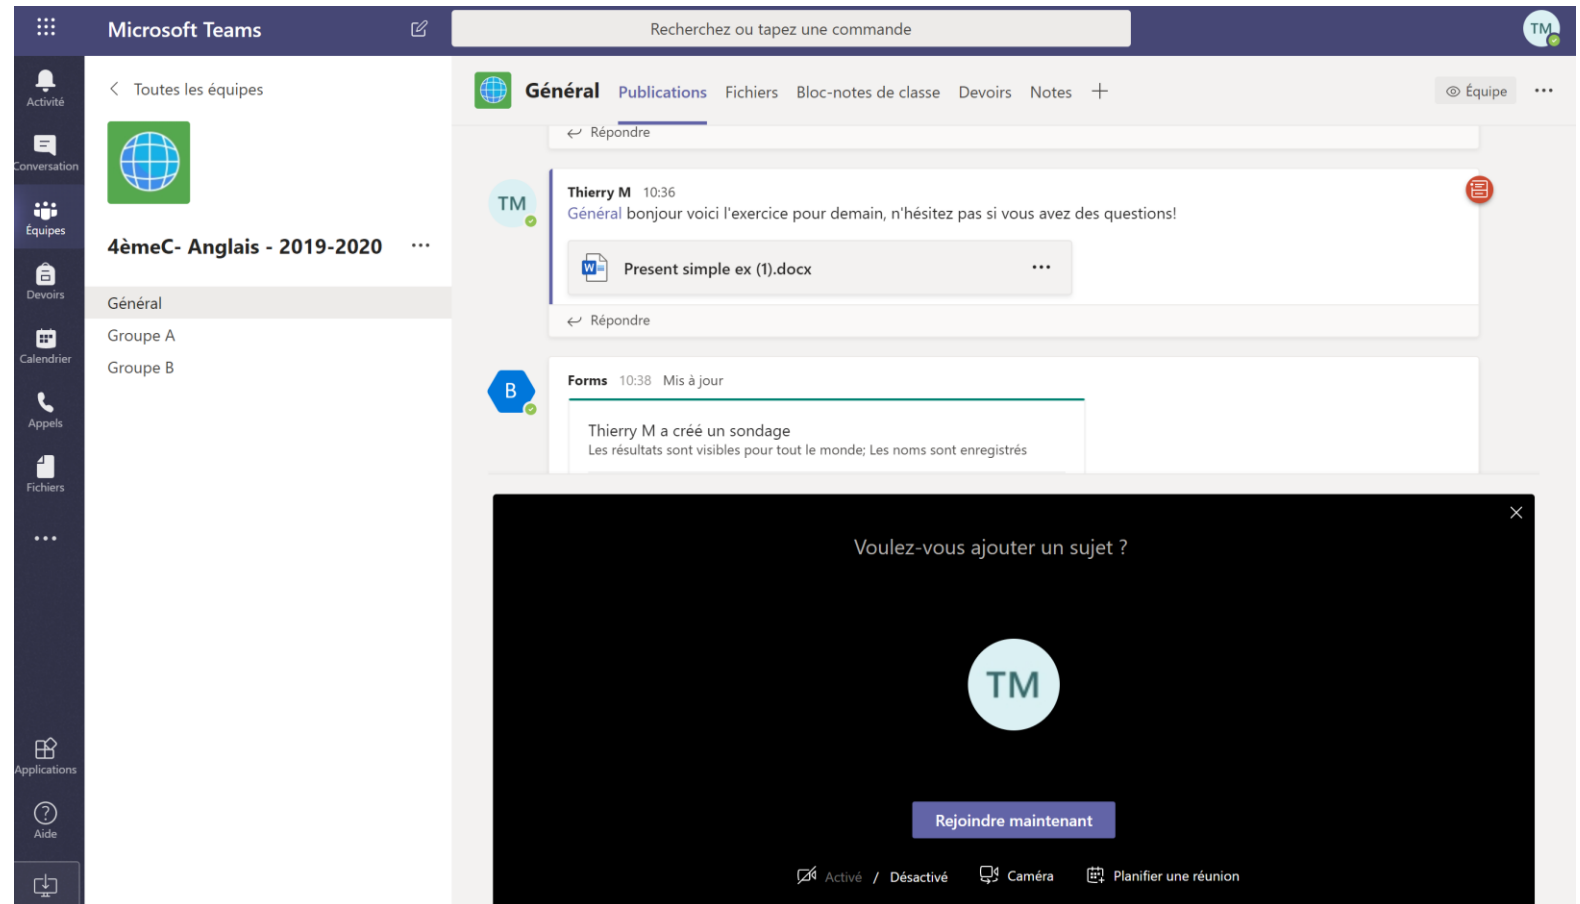 Microsoft Teams
Recherchez ou tapez une commande
TM
Activité
Conversation
Équipes
Devoirs
Calendrier
Appels
Fichiers
Applications
Aide
Toutes les équipes
4èmeC- Anglais - 2019-2020
Général
Groupe A
Groupe B
Général Publications Fichiers Bloc-notes de classe Devoirs Notes
Équipe
Répondre
TM
Thierry M 10:36
Général bonjour voici l'exercice pour demain, n'hésitez pas si vous avez des questions!
W
Present simple ex (1).docx
Répondre
B
Forms 10:38 Mis à jour
Thierry M a créé un sondage
Les résultats sont visibles pour tout le monde; Les noms sont enregistrés
Voulez-vous ajouter un sujet ?
TM
Rejoindre maintenant
Activé / Désactivé Caméra Planifier une réunion